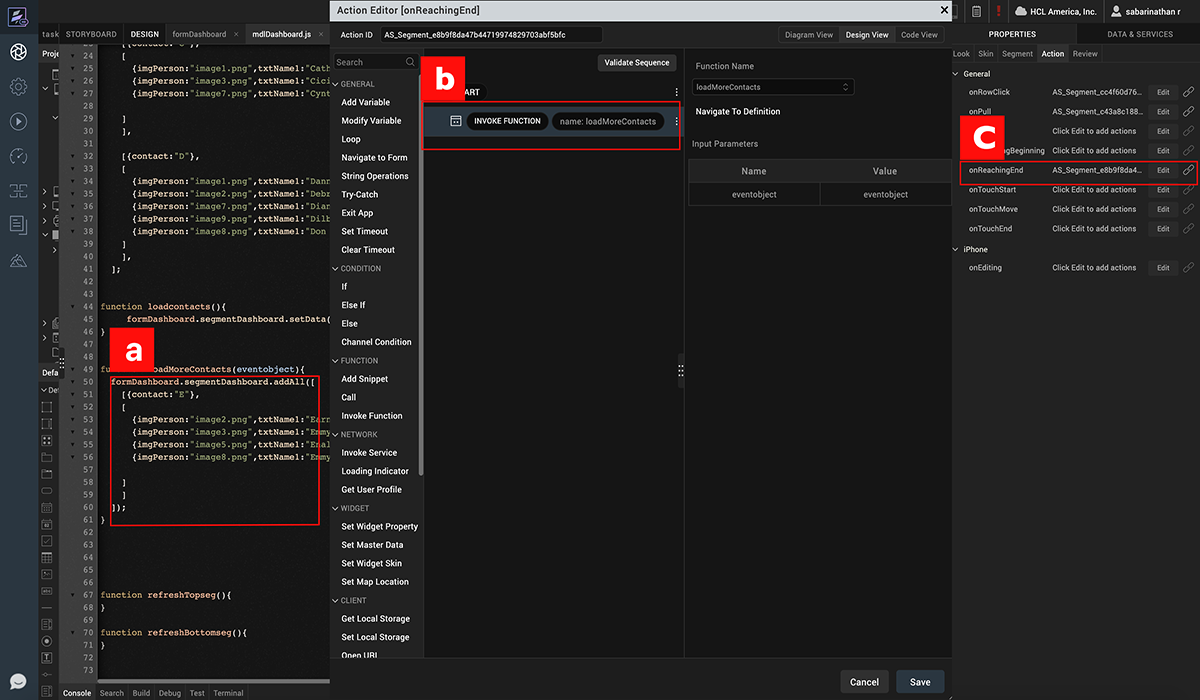 Action Editor [onReachingEnd]
HCL America, Inc.
sabarinathan r
task
STORYBOARD
DESIGN
formDashboard
mdlDashboard.js
Action ID
AS_Segment_e8b9f8da47b44719974829703abf5bfc
Diagram View
Design View
Code View
PROPERTIES
DATA & SERVICES
Look
Skin
Segment
Action
Review
Proje
24 [
25 {imgPerson:"image1.png",txtName1:"Cath
26 {imgPerson:"image3.png",txtName1:"Cici
27 {imgPerson:"image7.png",txtName1:"Cynt
28
29 ]
30 ],
31
32 [{contact:"D"},
33 [
34 {imgPerson:"image1.png",txtName1:"Dann
35 {imgPerson:"image2.png",txtName1:"Debr
36 {imgPerson:"image7.png",txtName1:"Dian
37 {imgPerson:"image9.png",txtName1:"Dilb
38 {imgPerson:"image8.png",txtName1:"Don
39 ]
40 ],
41 ];
42
43
44 function loadcontacts(){
45 formDashboard.segmentDashboard.setData(
46 }
47
48
49 fu oadMoreContacts(eventobject){
50 formDashboard.segmentDashboard.addAll([
51 [{contact:"E"},
52 [
53 {imgPerson:"image2.png",txtName1:"Earn
54 {imgPerson:"image3.png",txtName1:"Emmy
55 {imgPerson:"image5.png",txtName1:"Enal
56 {imgPerson:"image8.png",txtName1:"Emmy
57
58 ]
59 ]
60 ]);
61 }
62
63
64
65
66
67 function refreshTopseg(){
68 }
69
70 function refreshBottomseg(){
71 }
72
73
a
Defa
Def
Console
Search
Build
Debug
Test
Terminal
Search
GENERAL
Add Variable
Modify Variable
Loop
Navigate to Form
String Operations
Try-Catch
Exit App
Set Timeout
Clear Timeout
CONDITION
If
Else If
Else
Channel Condition
FUNCTION
Add Snippet
Call
Invoke Function
NETWORK
Invoke Service
Loading Indicator
Get User Profile
WIDGET
Set Widget Property
Set Master Data
Set Widget Skin
Set Map Location
CLIENT
Get Local Storage
Set Local Storage
Open URL
Validate Sequence
b
ART
INVOKE FUNCTION
name: loadMoreContacts
Function Name
loadMoreContacts
Navigate To Definition
Input Parameters
Name
Value
eventobject
eventobject
Cancel
Save
General
onRowClick AS_Segment_cc4f60d76... Edit
onPull AS_Segment_c43a8c188... Edit
c
Click Edit to add actions Edit
gBeginning Click Edit to add actions Edit
onReachingEnd AS_Segment_e8b9f8da4... Edit
onTouchStart Click Edit to add actions Edit
onTouchMove Click Edit to add actions Edit
onTouchEnd Click Edit to add actions Edit
iPhone
onEditing Click Edit to add actions Edit